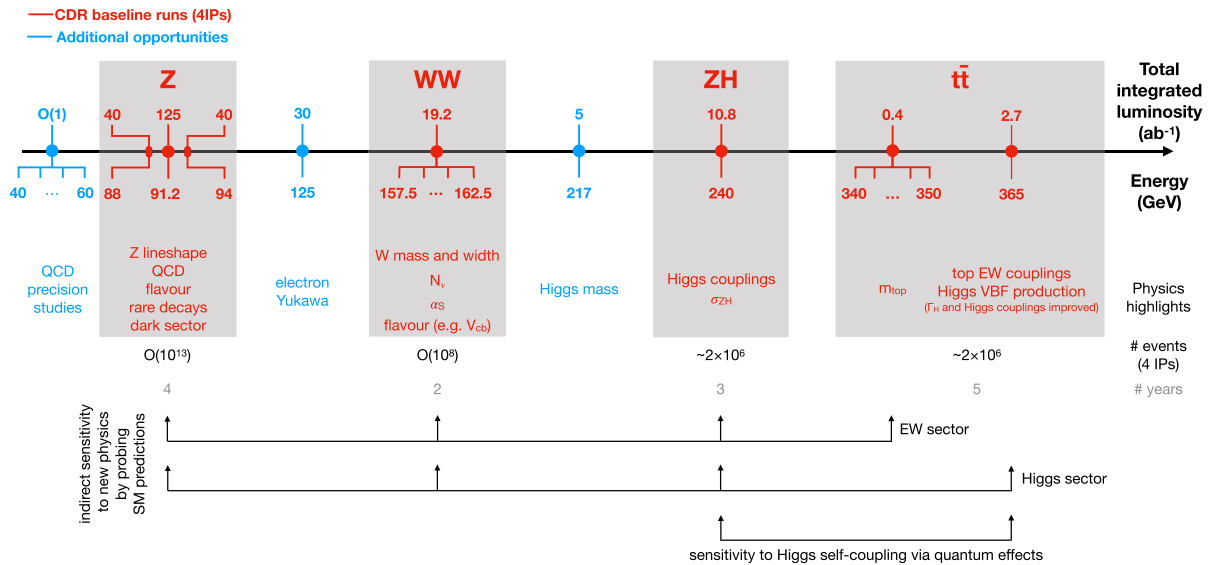 CDR baseline runs (4IPs)
Additional opportunities
Z
WW
ZH
tt̄
Total
integrated
luminosity
(ab⁻¹)
O(1)
40
125
40
30
19.2
5
10.8
0.4
2.7
40
...
60
88
91.2
94
125
157.5
...
162.5
217
240
340
...
350
365
Energy
(GeV)
QCD
precision
studies
Z lineshape
QCD
flavour
rare decays
dark sector
electron
Yukawa
W mass and width
Nᵥ
αS
flavour (e.g. Vcb)
Higgs mass
Higgs couplings
σZH
mtop
top EW couplings
Higgs VBF production
(ΓH and Higgs couplings improved)
Physics
highlights
O(10¹³)
O(10⁸)
~2×10⁶
~2×10⁶
# events
(4 IPs)
4
2
3
5
# years
indirect sensitivity
to new physics
by probing
SM predictions
EW sector
Higgs sector
sensitivity to Higgs self-coupling via quantum effects